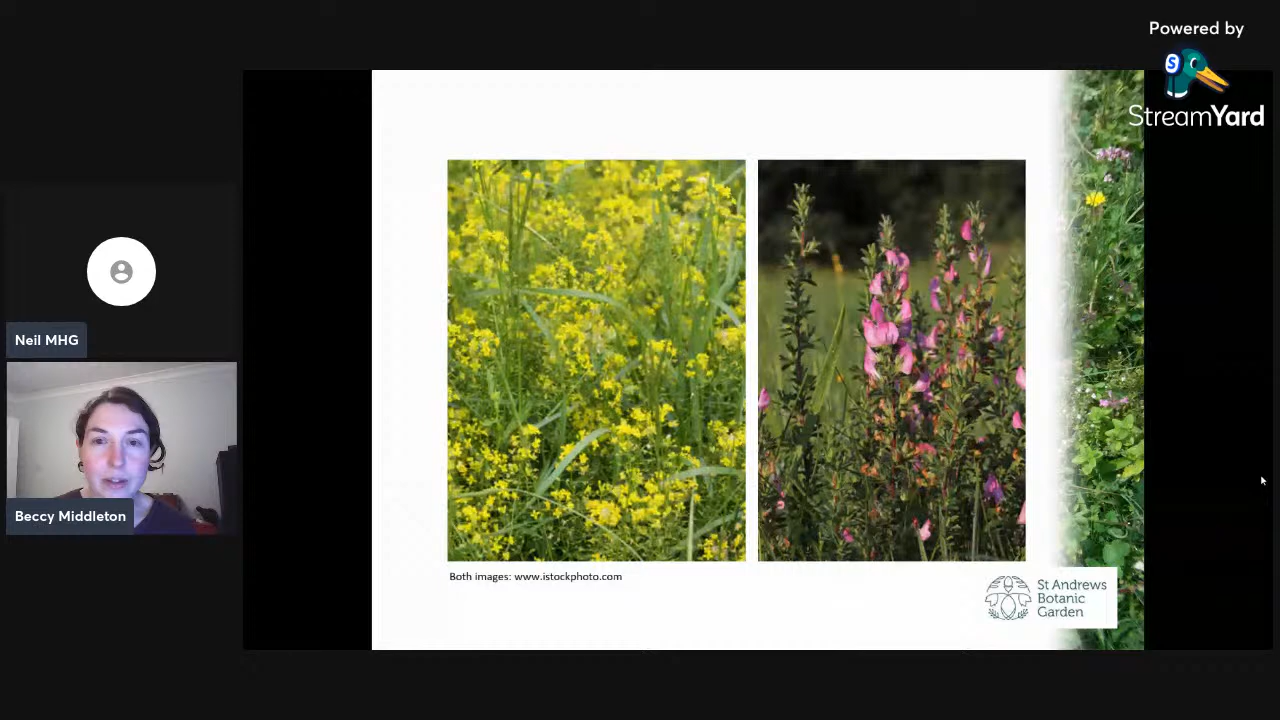 Powered by
StreamYard
Neil MHG
Beccy Middleton
Both images: www.istockphoto.com
St Andrews
Botanic
Garden